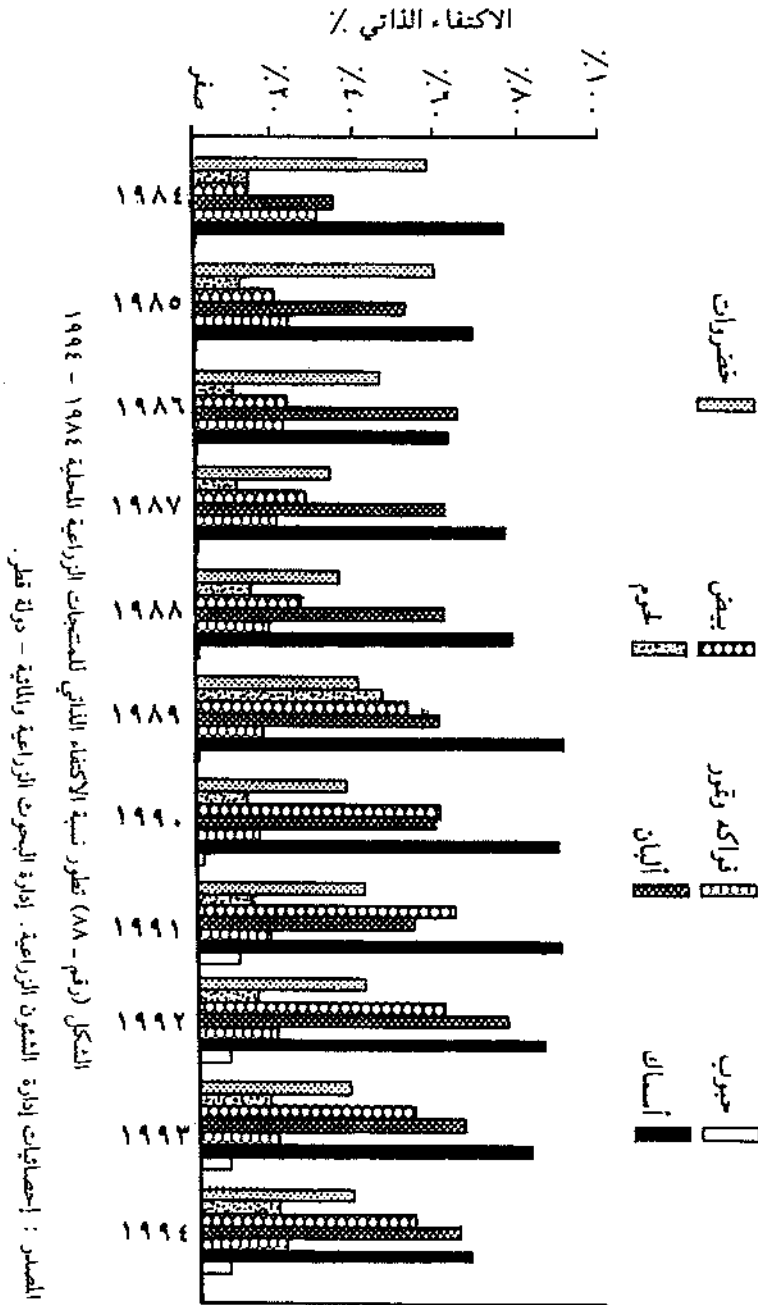 الاكتفاء الذاتي ٪
صفر
٪٢٠
٪٤٠
٪٦٠
٪٨٠
٪١٠٠
١٩٨٤
١٩٨٥
١٩٨٦
١٩٨٧
١٩٨٨
١٩٨٩
١٩٩٠
١٩٩١
١٩٩٢
١٩٩٣
١٩٩٤
خضروات
بيض
لحوم
فواكه وتمور
ألبان
حبوب
أسماك
الشكل (رقم - ٨٨) تطور نسبة الاكتفاء الذاتي للمنتجات الزراعية المحلية ١٩٨٤ - ١٩٩٤
المصدر : إحصائيات إدارة الشئون الزراعية . إدارة البحوث الزراعية والمائية - دولة قطر .